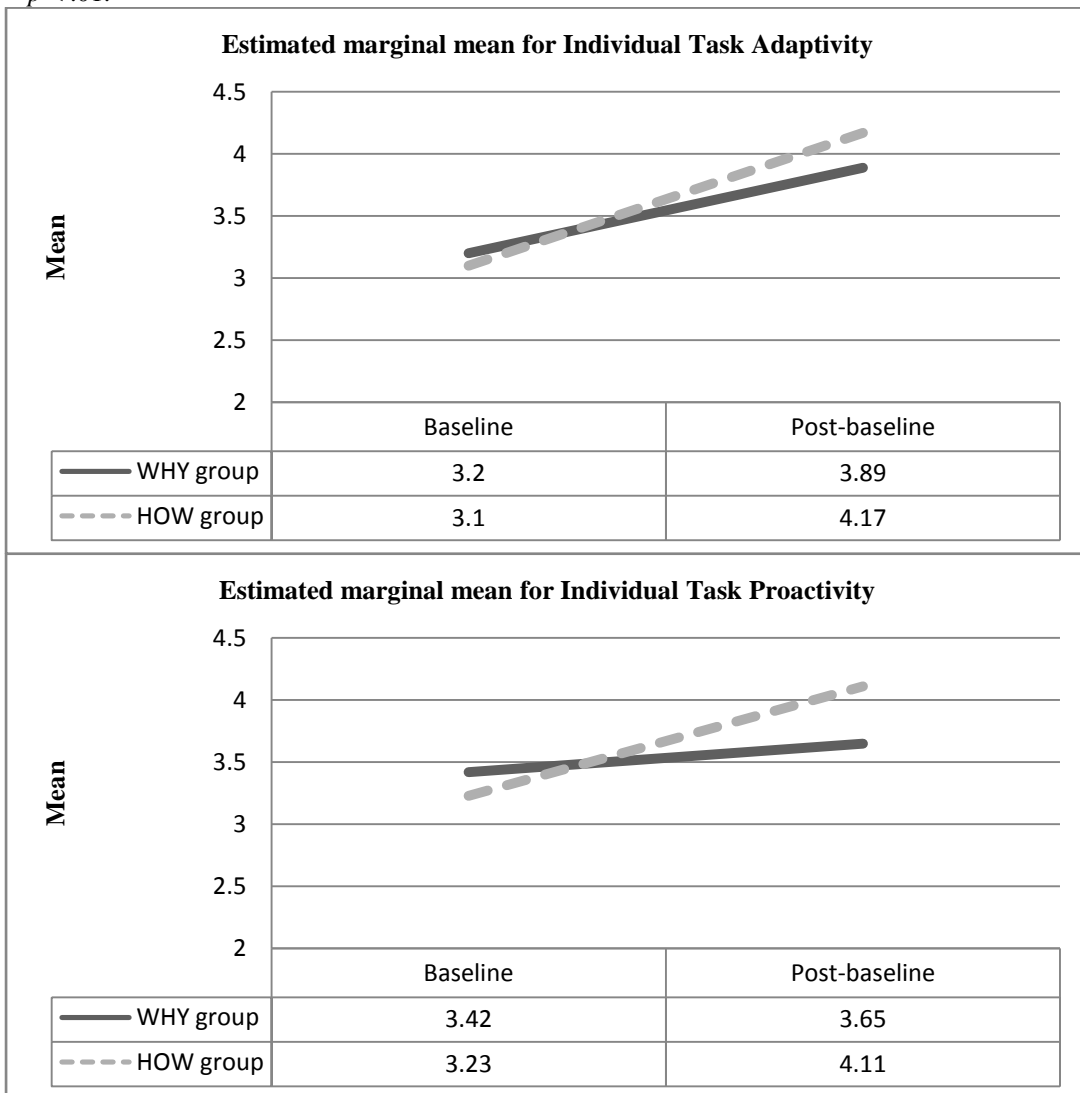 Estimated marginal mean for Individual Task Adaptivity
4.5
4
3.5
3
2.5
2
Mean
Baseline Post-baseline
WHY group 3.2 3.89
HOW group 3.1 4.17
Estimated marginal mean for Individual Task Proactivity
4.5
4
3.5
3
2.5
2
Mean
Baseline Post-baseline
WHY group 3.42 3.65
HOW group 3.23 4.11